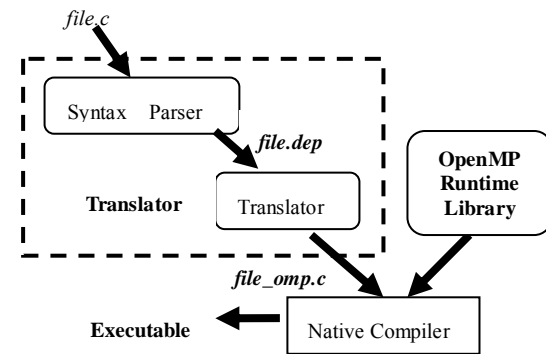 file.c
Syntax Parser
file.dep
OpenMP
Runtime
Library
Translator
Translator
file_omp.c
Executable
Native Compiler